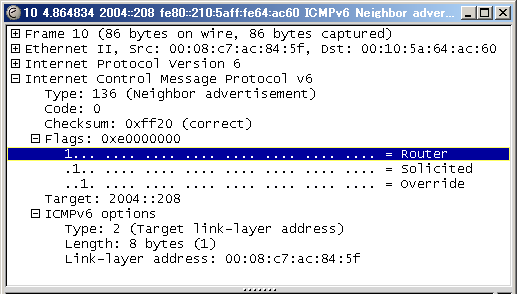 10 4.864834 2004::208 fe80::210:5aff:fe64:ac60 ICMPv6 Neighbor adver...
Frame 10 (86 bytes on wire, 86 bytes captured)
Ethernet II, Src: 00:08:c7:ac:84:5f, Dst: 00:10:5a:64:ac:60
Internet Protocol Version 6
Internet Control Message Protocol v6
Type: 136 (Neighbor advertisement)
Code: 0
Checksum: 0xff20 (correct)
Flags: 0xe0000000
1... .... .... .... .... .... .... .... = Router
.1.. .... .... .... .... .... .... .... = Solicited
..1. .... .... .... .... .... .... .... = Override
Target: 2004::208
ICMPv6 options
Type: 2 (Target link-layer address)
Length: 8 bytes (1)
Link-layer address: 00:08:c7:ac:84:5f